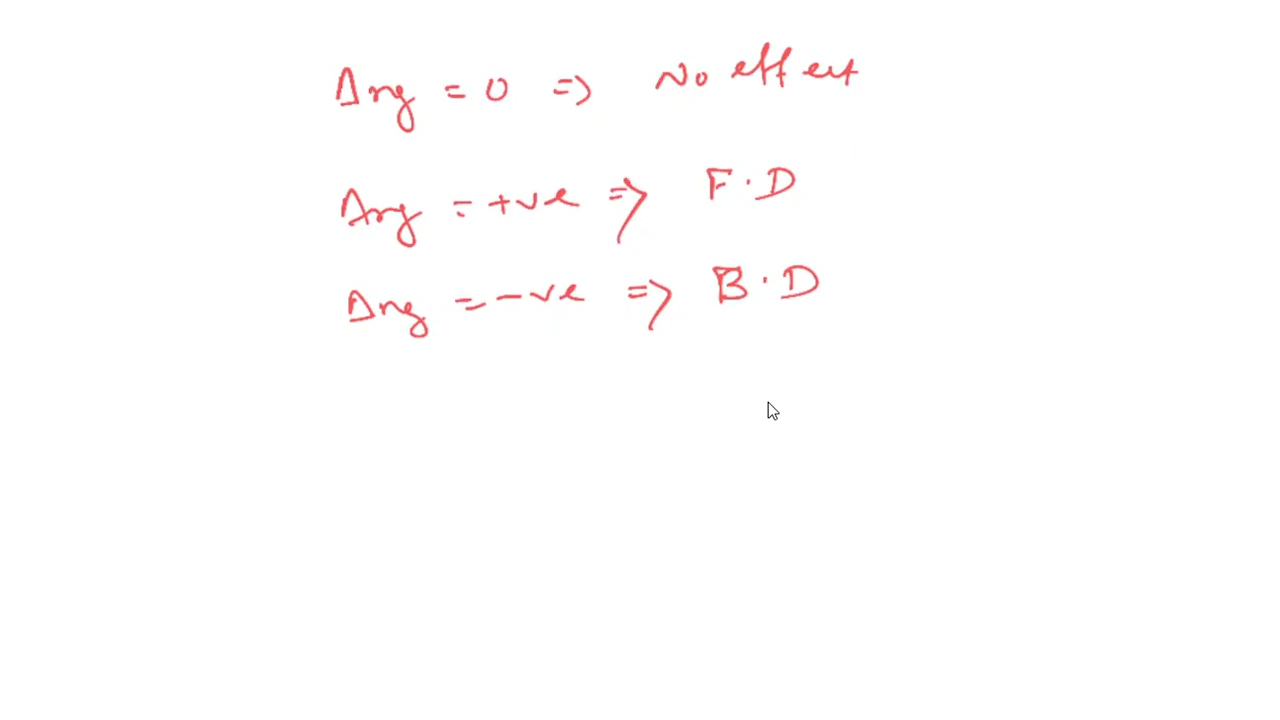 Δng = 0 => No effect
Δng = +ve => F.D
Δng = -ve => B.D